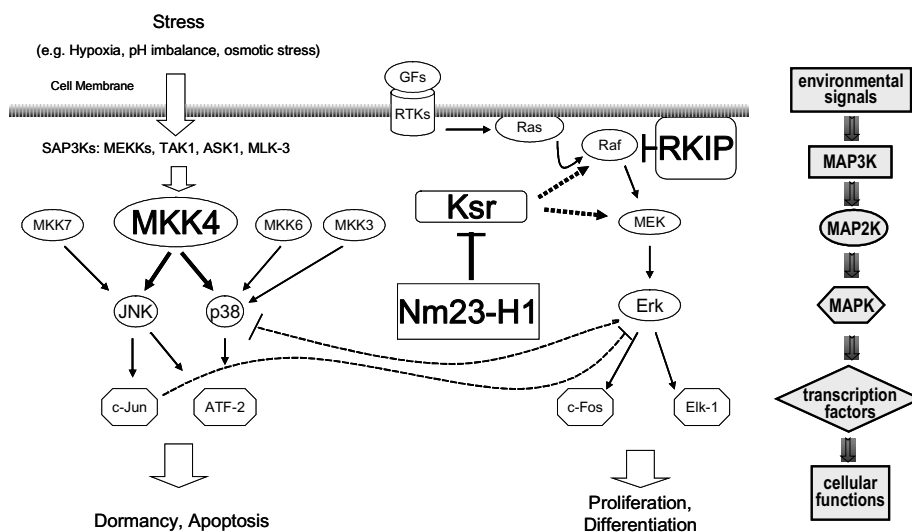 Stress
(e.g. Hypoxia, pH imbalance, osmotic stress)
Cell Membrane
GFs
RTKs
Ras
Raf
RKIP
SAP3Ks: MEKKs, TAK1, ASK1, MLK-3
Ksr
MKK7
MKK4
MKK6
MKK3
MEK
Nm23-H1
JNK
p38
Erk
c-Jun
ATF-2
c-Fos
Elk-1
Dormancy, Apoptosis
Proliferation,
Differentiation
environmental
signals
MAP3K
MAP2K
MAPK
transcription
factors
cellular
functions